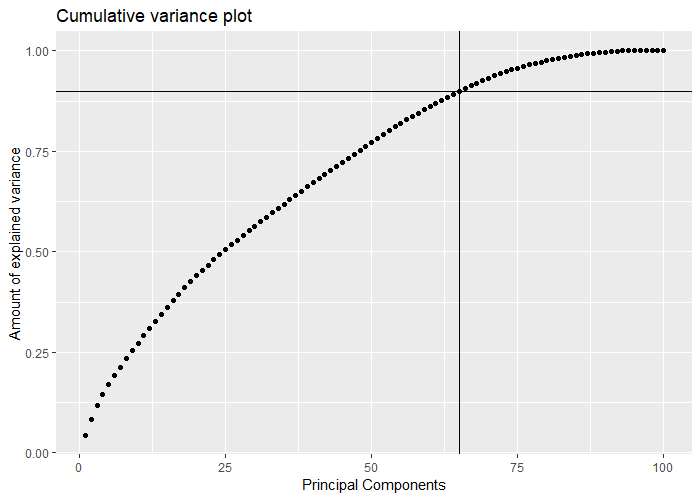 Cumulative variance plot
Amount of explained variance
1.00
0.75
0.50
0.25
0.00
0 25 50 75 100
Principal Components